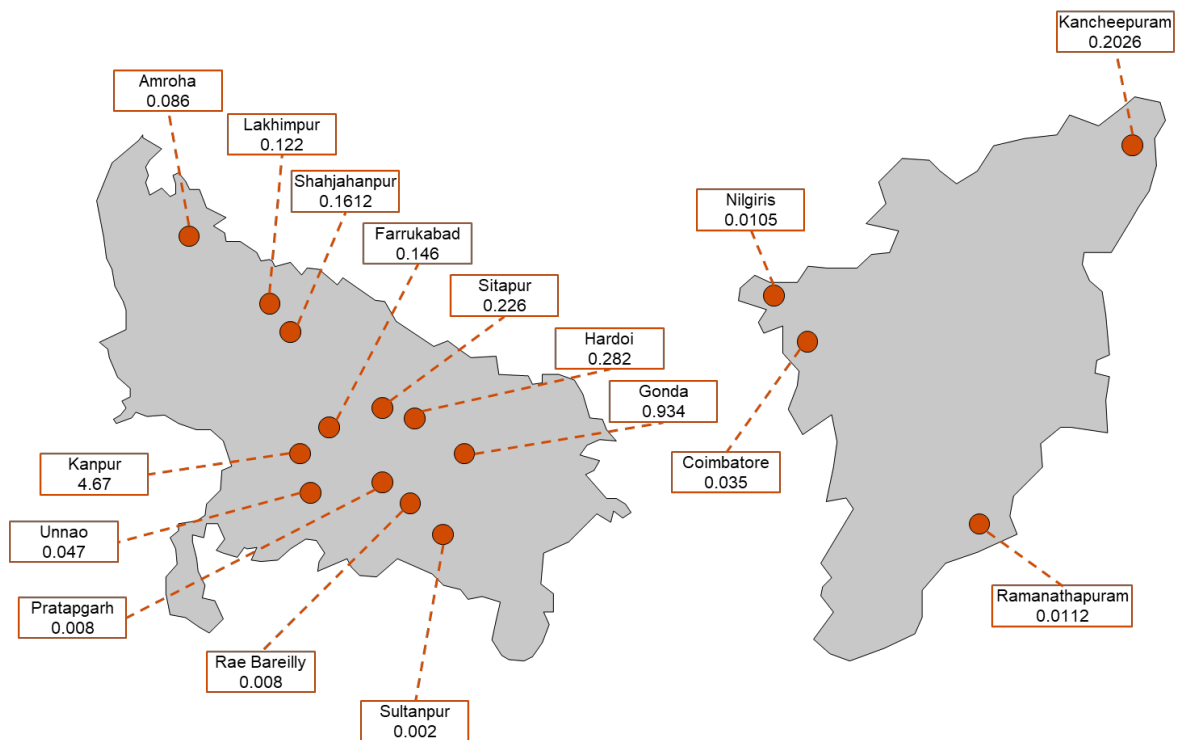 Kancheepuram
0.2026
Amroha
0.086
Lakhimpur
0.122
Shahjahanpur
0.1612
Nilgiris
0.0105
Farrukabad
0.146
Sitapur
0.226
Hardoi
0.282
Gonda
0.934
Kanpur
4.67
Coimbatore
0.035
Unnao
0.047
Ramanathapuram
0.0112
Pratapgarh
0.008
Rae Bareilly
0.008
Sultanpur
0.002